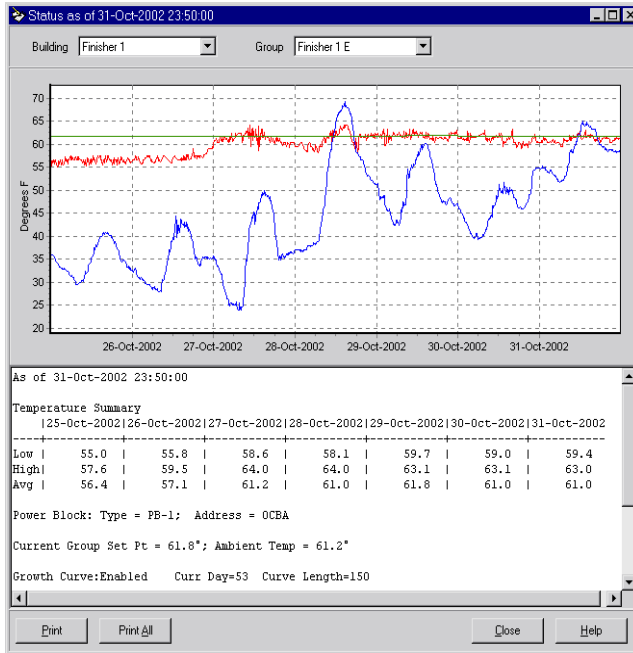 Status as of 31-Oct-2002 23:50:00
Building Finisher 1 Group Finisher 1 E
70
65
60
55
50
45
40
35
30
25
20
Degrees F
26-Oct-2002 27-Oct-2002 28-Oct-2002 29-Oct-2002 30-Oct-2002 31-Oct-2002
As of 31-Oct-2002 23:50:00
Temperature Summary
|25-Oct-2002|26-Oct-2002|27-Oct-2002|28-Oct-2002|29-Oct-2002|30-Oct-2002|31-Oct-2002
Low | 55.0 | 55.8 | 58.6 | 58.1 | 59.7 | 59.0 | 59.4
High| 57.6 | 59.5 | 64.0 | 64.0 | 63.1 | 63.1 | 63.0
Avg | 56.4 | 57.1 | 61.2 | 61.0 | 61.8 | 61.0 | 61.0
Power Block: Type = PB-1; Address = 0CBA
Current Group Set Pt = 61.8°; Ambient Temp = 61.2°
Growth Curve:Enabled Curr Day=53 Curve Length=150
Print Print All Close Help